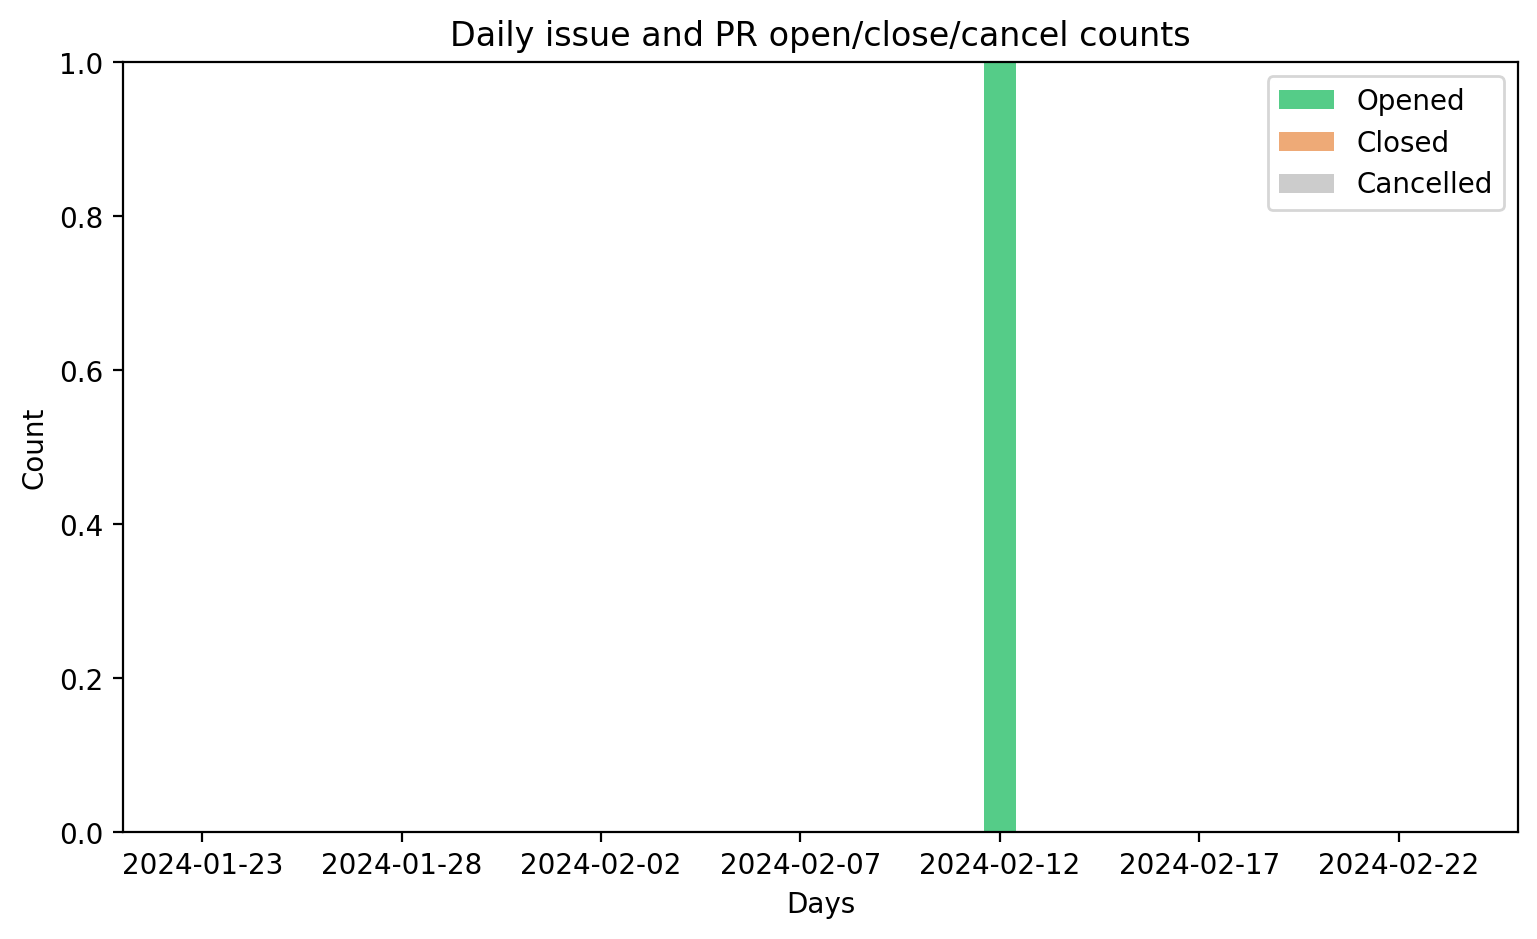 Daily issue and PR open/close/cancel counts
1.0
0.8
0.6
0.4
0.2
0.0
Count
Opened
Closed
Cancelled
2024-01-23 2024-01-28 2024-02-02 2024-02-07 2024-02-12 2024-02-17 2024-02-22
Days